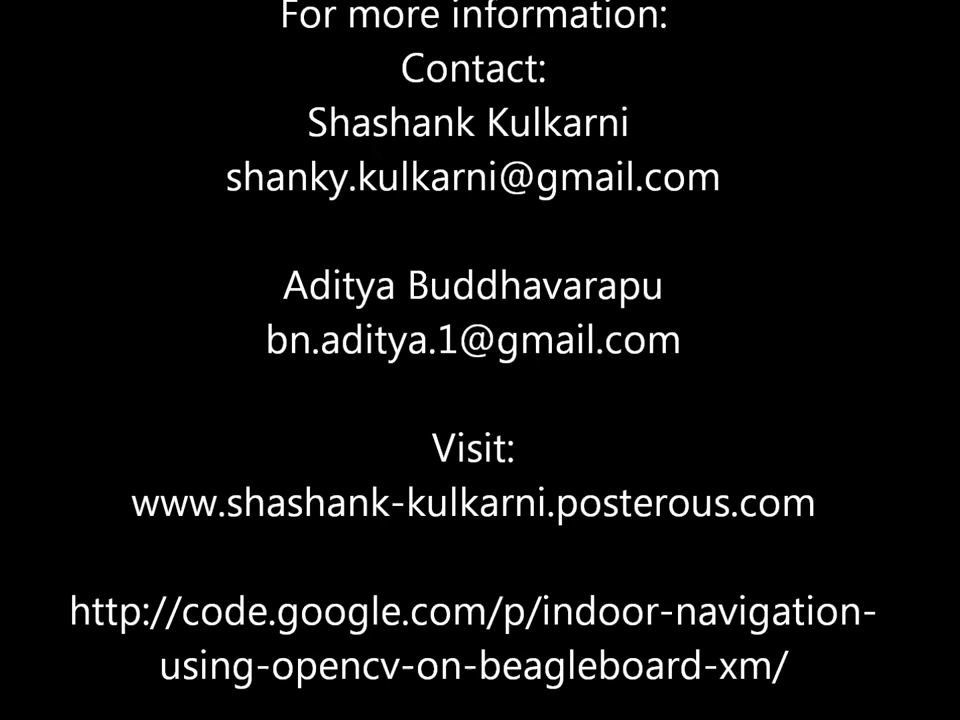 For more information:
Contact:
Shashank Kulkarni
shanky.kulkarni@gmail.com
Aditya Buddhavarapu
bn.aditya.1@gmail.com
Visit:
www.shashank-kulkarni.posterous.com
http://code.google.com/p/indoor-navigation-
using-opencv-on-beagleboard-xm/